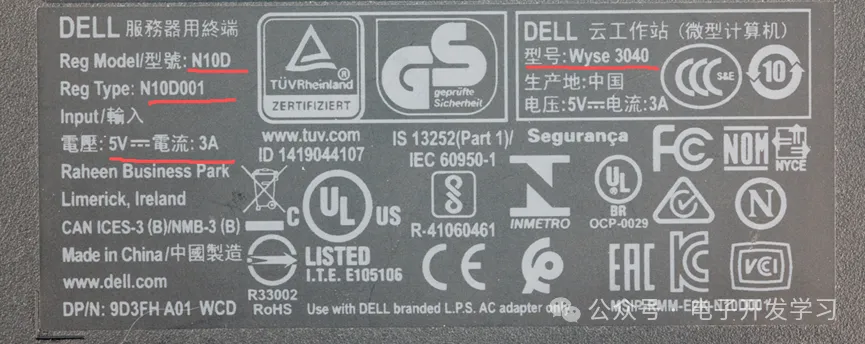 DELL 服務器用終端
Reg Model/型號: N10D
Reg Type: N10D001
Input/輸入
電壓: 5V⎓電流: 3A
Raheen Business Park
Limerick, Ireland
CAN ICES-3 (B)/NMB-3 (B)
Made in China/中國製造
www.dell.com
DP/N: 9D3FH A01 WCD
TÜVRheinland
ZERTIFIZIERT
GS
geprüfte
Sicherheit
www.tuv.com
ID 1419044107
IS 13252(Part 1)/
IEC 60950-1
R-41060461
C UL US
LISTED
I.T.E. E105106
R33002
RoHS
CE
Use with DELL branded L.P.S. AC adapter only
DELL 云工作站 (微型计算机)
型号: Wyse 3040
生产地:中国
电压: 5V⎓电流: 3A
CCC
S&E
10
Segurança
INMETRO
UL
BR
OCP-0029
FC
NOM
NYCE
N
EAC
VCI
公众号 电子开发学习